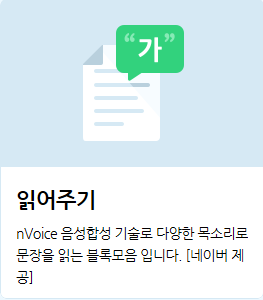 “가”
읽어주기
nVoice 음성합성 기술로 다양한 목소리로
문장을 읽는 블록모음 입니다. [네이버 제
공]